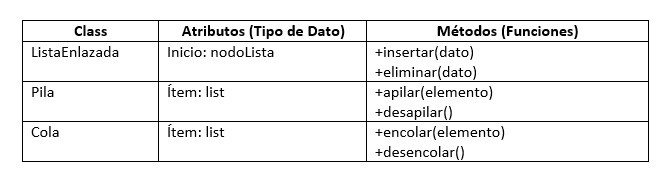 Class Atributos (Tipo de Dato) Métodos (Funciones)
ListaEnlazada Inicio: nodoLista +insertar(dato)
+eliminar(dato)
Pila Ítem: list +apilar(elemento)
+desapilar()
Cola Ítem: list +encolar(elemento)
+desencolar()